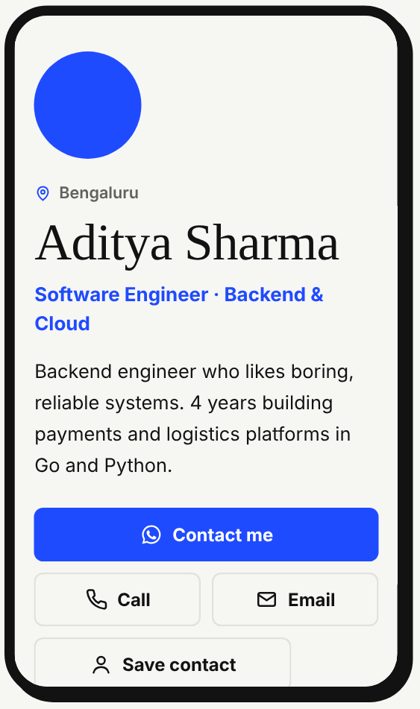 Bengaluru
Aditya Sharma
Software Engineer · Backend &
Cloud
Backend engineer who likes boring,
reliable systems. 4 years building
payments and logistics platforms in
Go and Python.
Contact me
Call
Email
Save contact